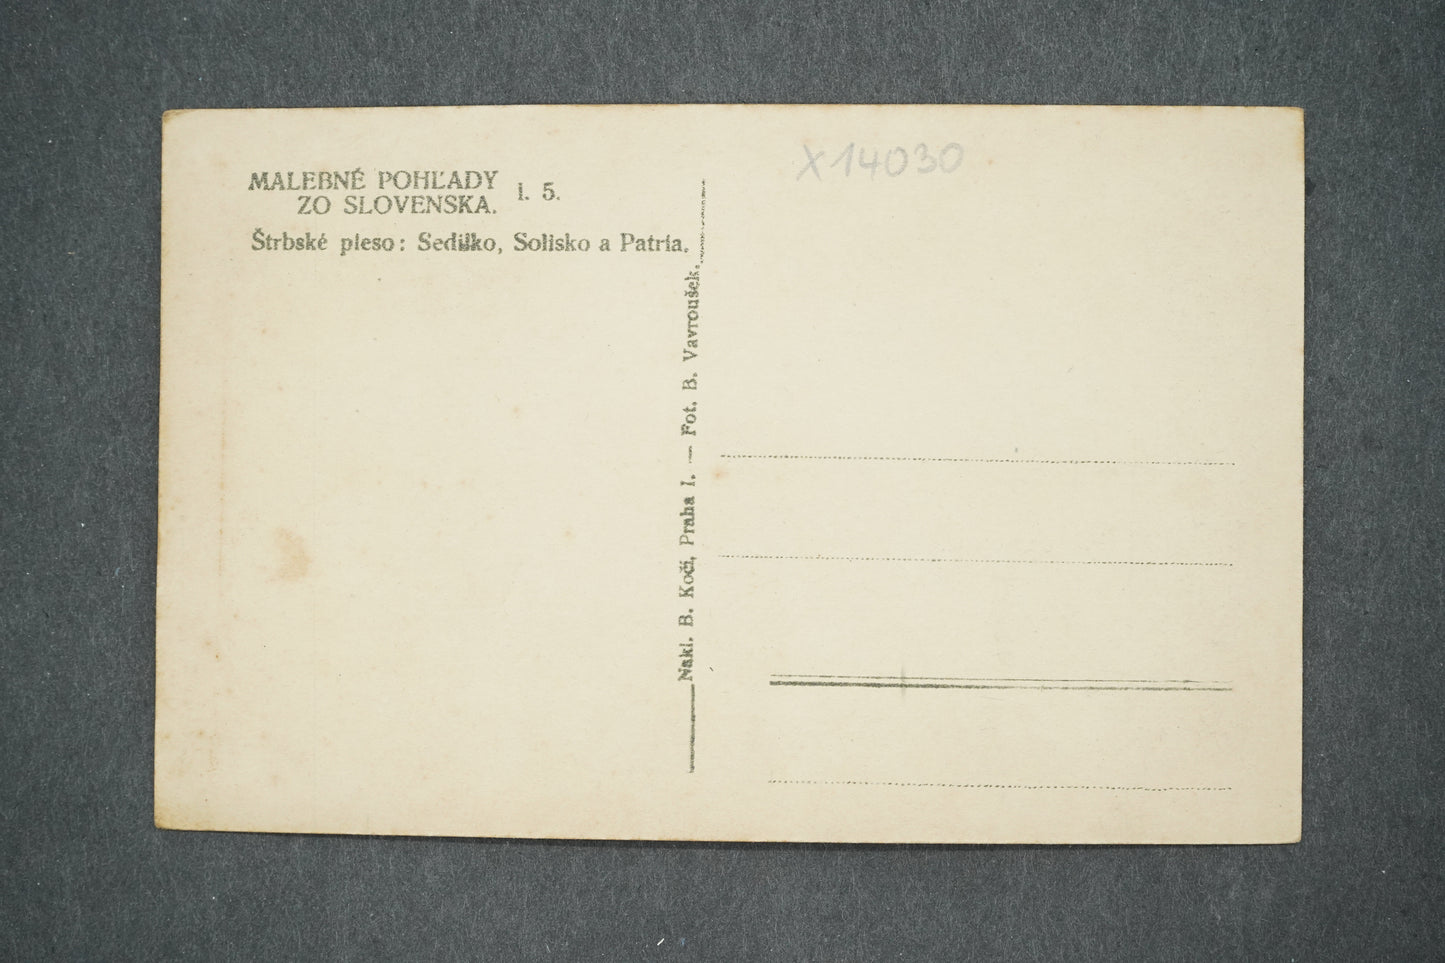 MALEBNÉ POHĽADY
ZO SLOVENSKA. I. 5.
Štrbské pleso: Sedilko, Solisko a Patria.
Nakl. B. Kočí, Praha I. — Fot. B. Vavroušek.
X14030